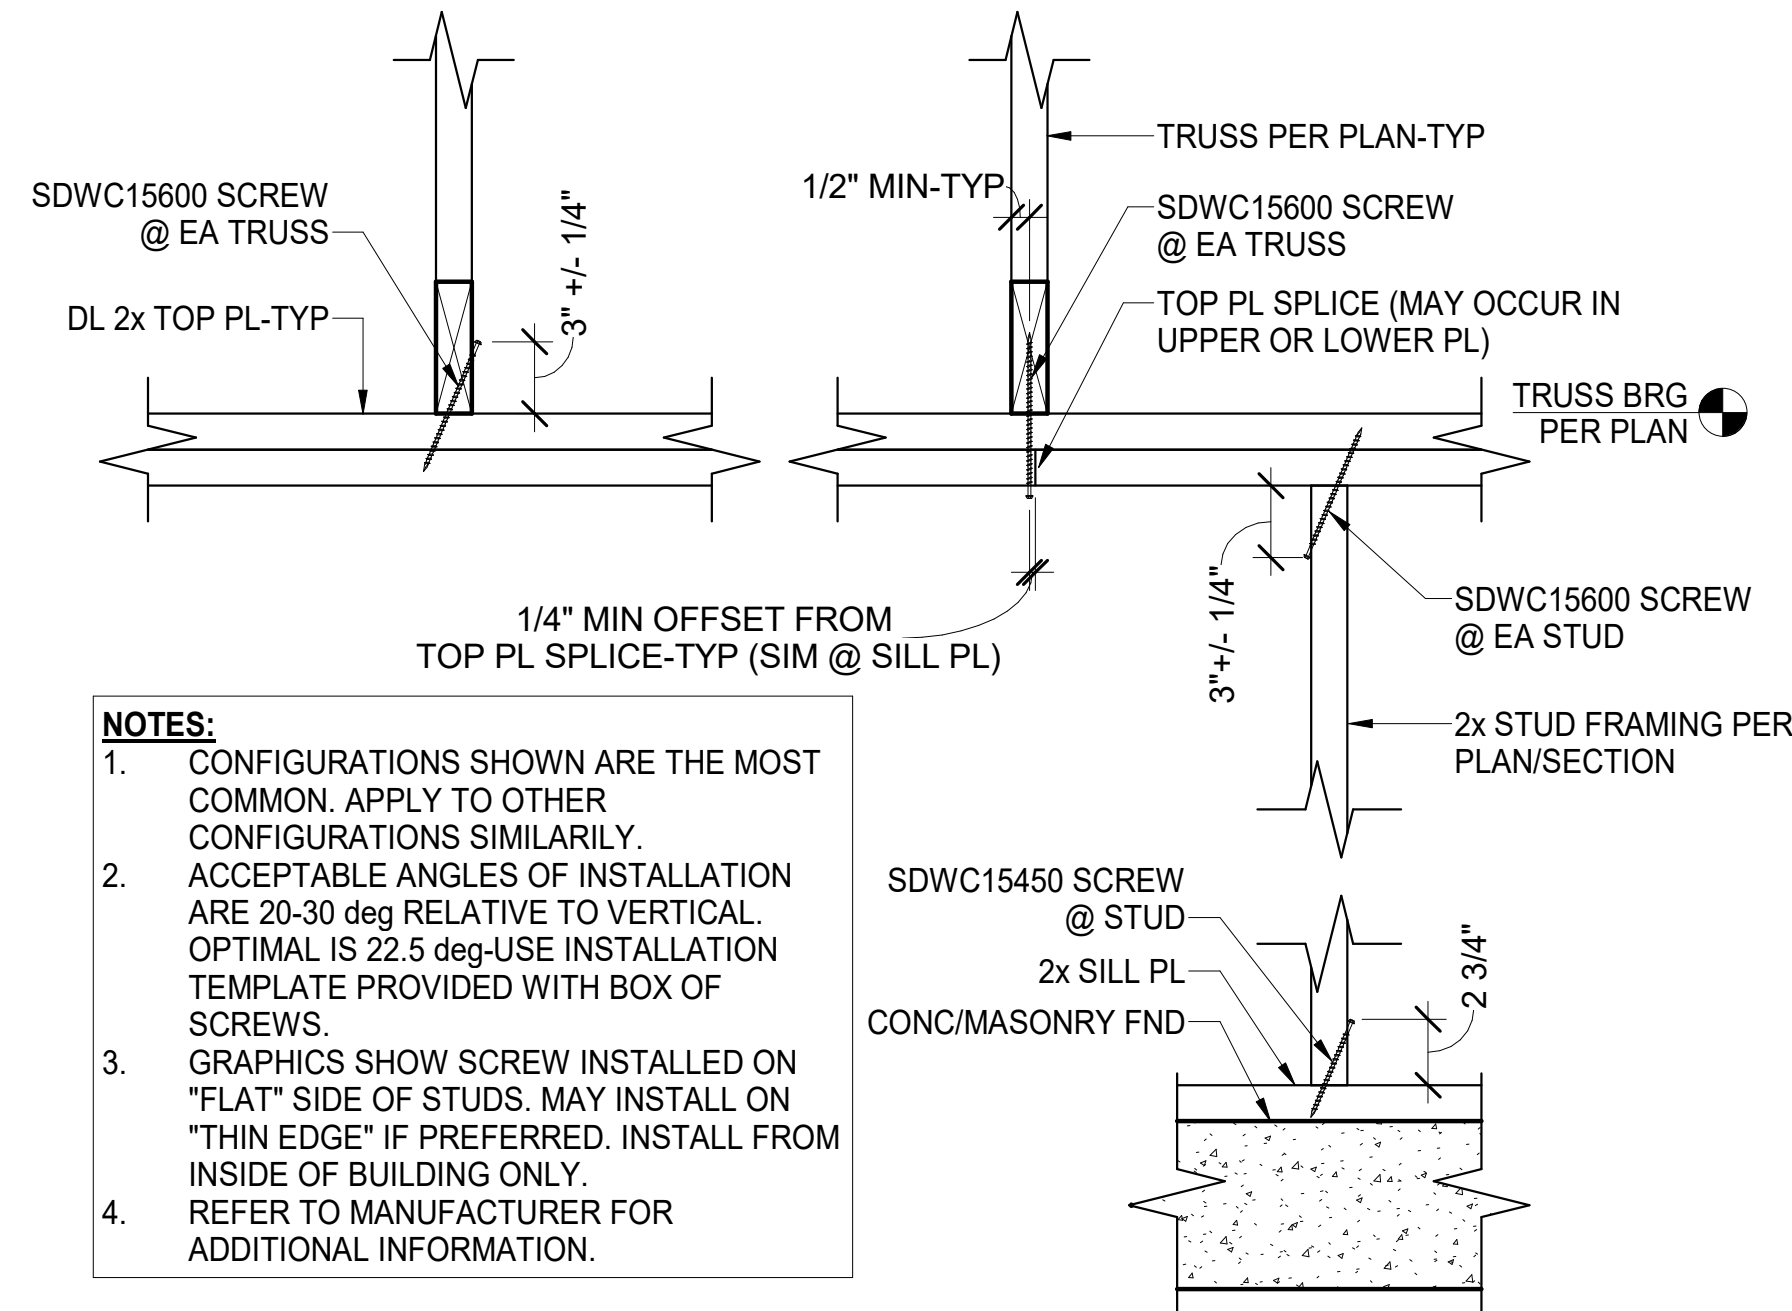 SDWC15600 SCREW
@ EA TRUSS
DL 2x TOP PL-TYP
3" +/- 1/4"
1/2" MIN-TYP
TRUSS PER PLAN-TYP
SDWC15600 SCREW
@ EA TRUSS
TOP PL SPLICE (MAY OCCUR IN
UPPER OR LOWER PL)
TRUSS BRG
PER PLAN
1/4" MIN OFFSET FROM
TOP PL SPLICE-TYP (SIM @ SILL PL)
3"+/- 1/4"
SDWC15600 SCREW
@ EA STUD
2x STUD FRAMING PER
PLAN/SECTION
SDWC15450 SCREW
@ STUD
2x SILL PL
CONC/MASONRY FND
2 3/4"
NOTES:
1. CONFIGURATIONS SHOWN ARE THE MOST
COMMON. APPLY TO OTHER
CONFIGURATIONS SIMILARILY.
2. ACCEPTABLE ANGLES OF INSTALLATION
ARE 20-30 deg RELATIVE TO VERTICAL.
OPTIMAL IS 22.5 deg-USE INSTALLATION
TEMPLATE PROVIDED WITH BOX OF
SCREWS.
3. GRAPHICS SHOW SCREW INSTALLED ON
"FLAT" SIDE OF STUDS. MAY INSTALL ON
"THIN EDGE" IF PREFERRED. INSTALL FROM
INSIDE OF BUILDING ONLY.
4. REFER TO MANUFACTURER FOR
ADDITIONAL INFORMATION.